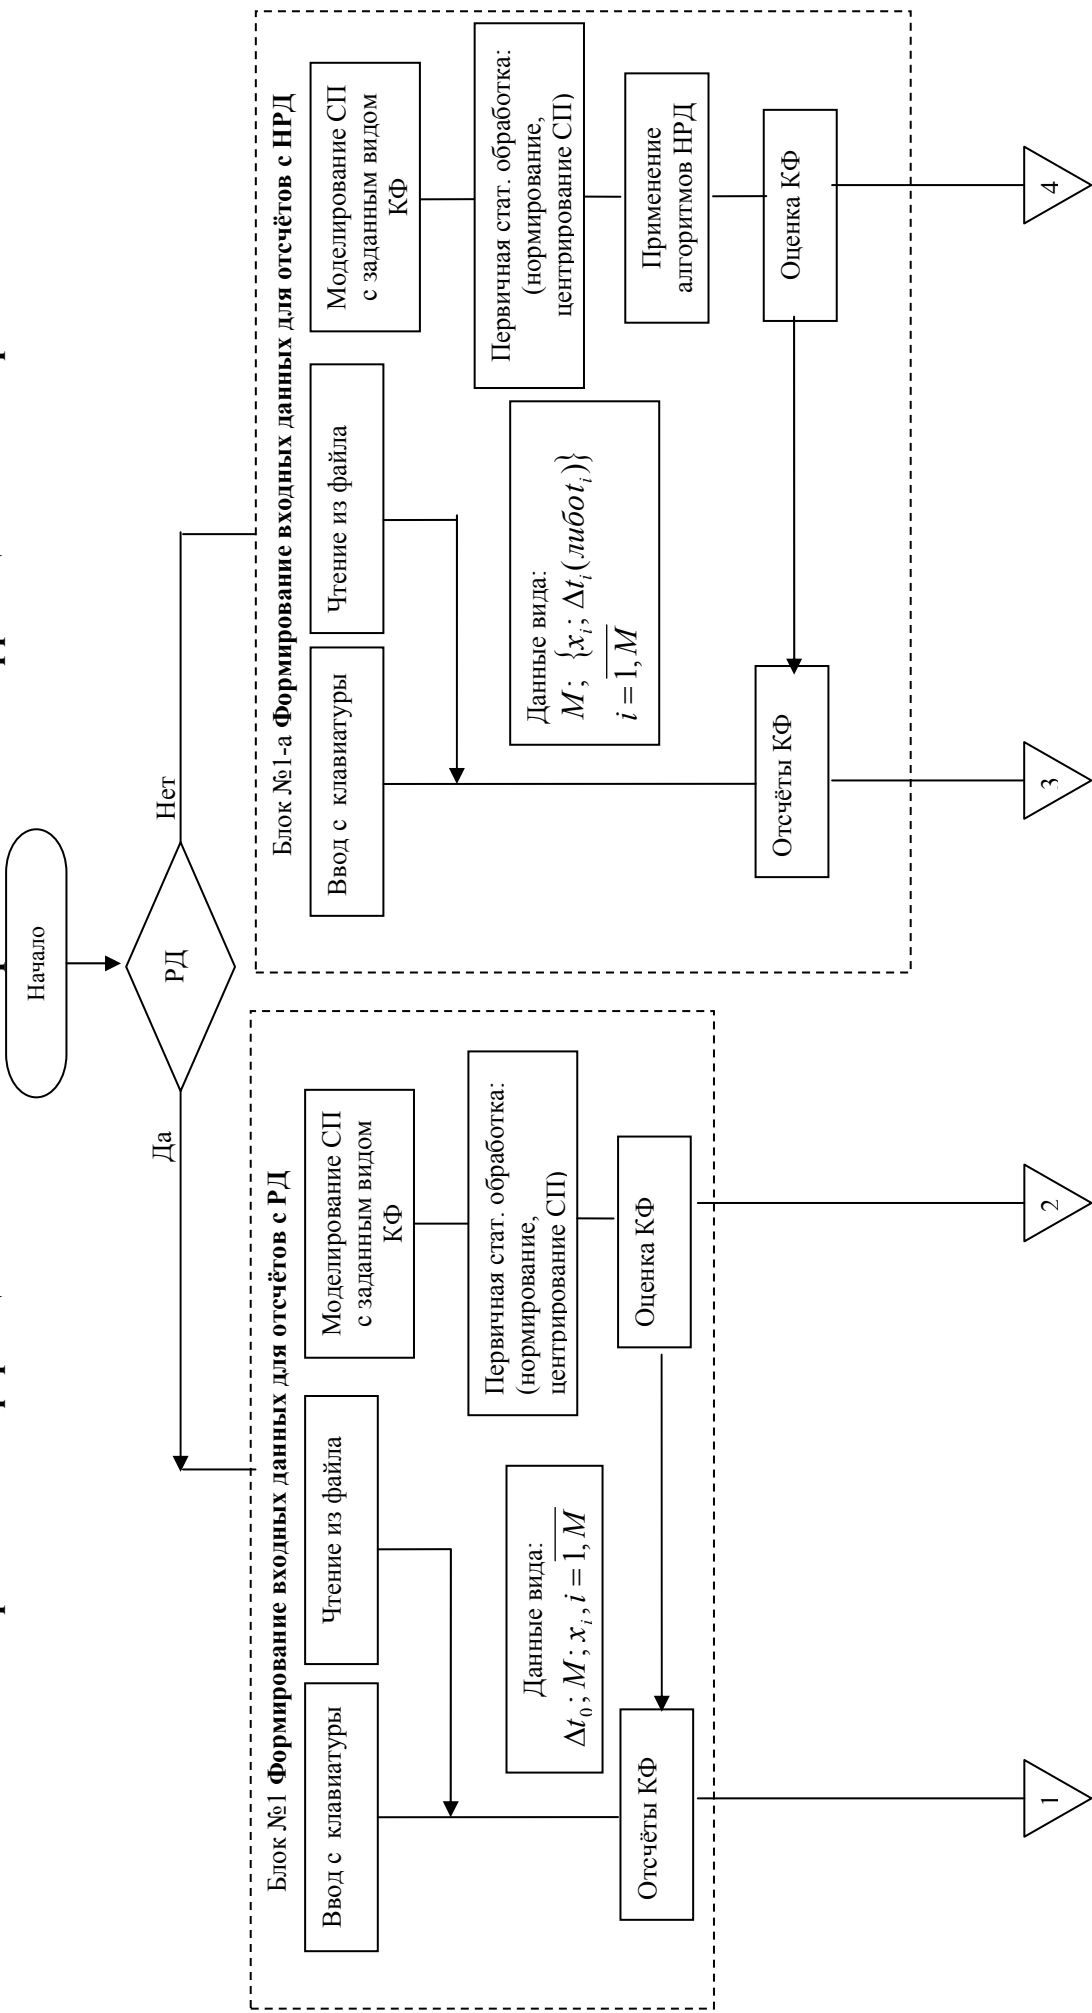 Начало
РД
Да
Нет
Блок №1 Формирование входных данных для отсчётов с РД
Ввод с клавиатуры
Чтение из файла
Моделирование СП
с заданным видом
КФ
Первичная стат. обработка:
(нормирование,
центрирование СП)
Данные вида:
Δt₀; M; xᵢ, i = 1, M
Отсчёты КФ
Оценка КФ
1
2
Блок №1-а Формирование входных данных для отсчётов с НРД
Ввод с клавиатуры
Чтение из файла
Моделирование СП
с заданным видом
КФ
Первичная стат. обработка:
(нормирование,
центрирование СП)
Данные вида:
M; {xᵢ; Δtᵢ(либоtᵢ)}
i = 1, M
Применение
алгоритмов НРД
Отсчёты КФ
Оценка КФ
3
4